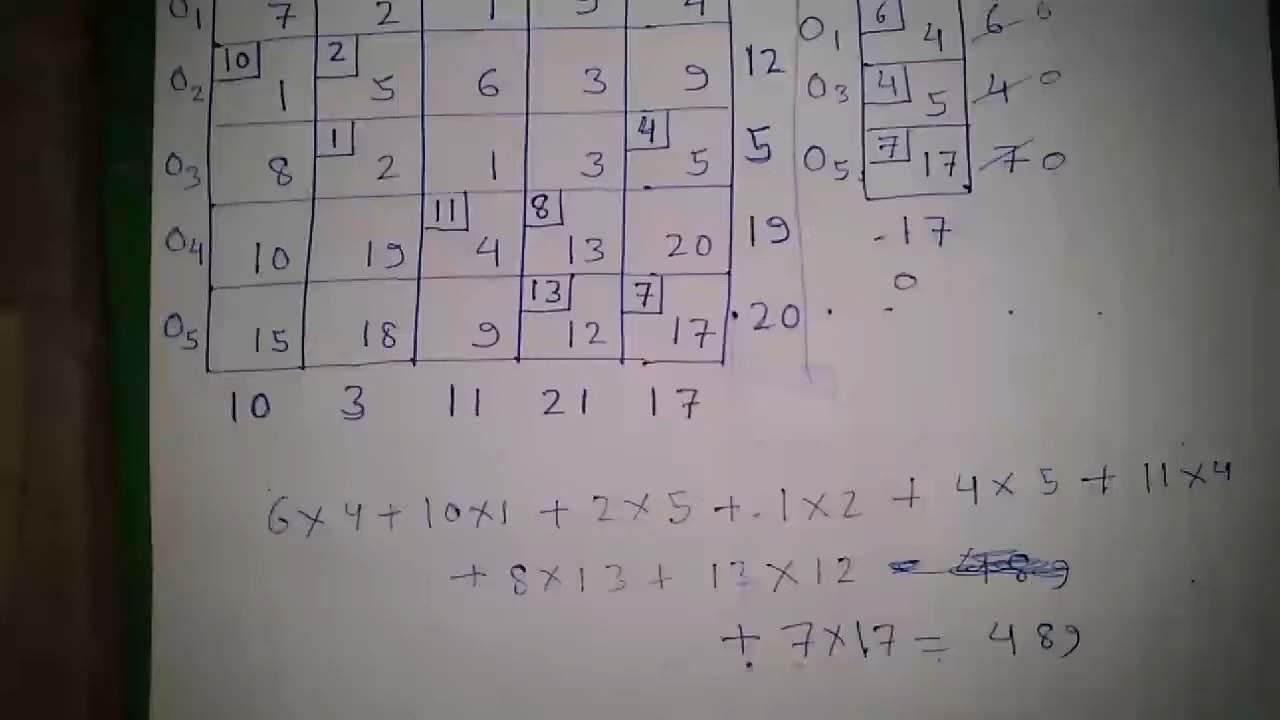 O1 7 2 1 4
O2 10 1 2 5 6 3 9 12
O3 8 1 2 1 3 4 5 5
O4 10 19 11 4 8 13 20 19
O5 15 18 9 13 12 7 17 20
10 3 11 21 17
O1 6 4 6 0
O3 4 5 4 0
O5 7 17 7 0
17
0
6×4+10×1 + 2×5 + 1×2 + 4×5 + 11×4
+ 8×13 + 13×12 =
+ 7×17 = 489